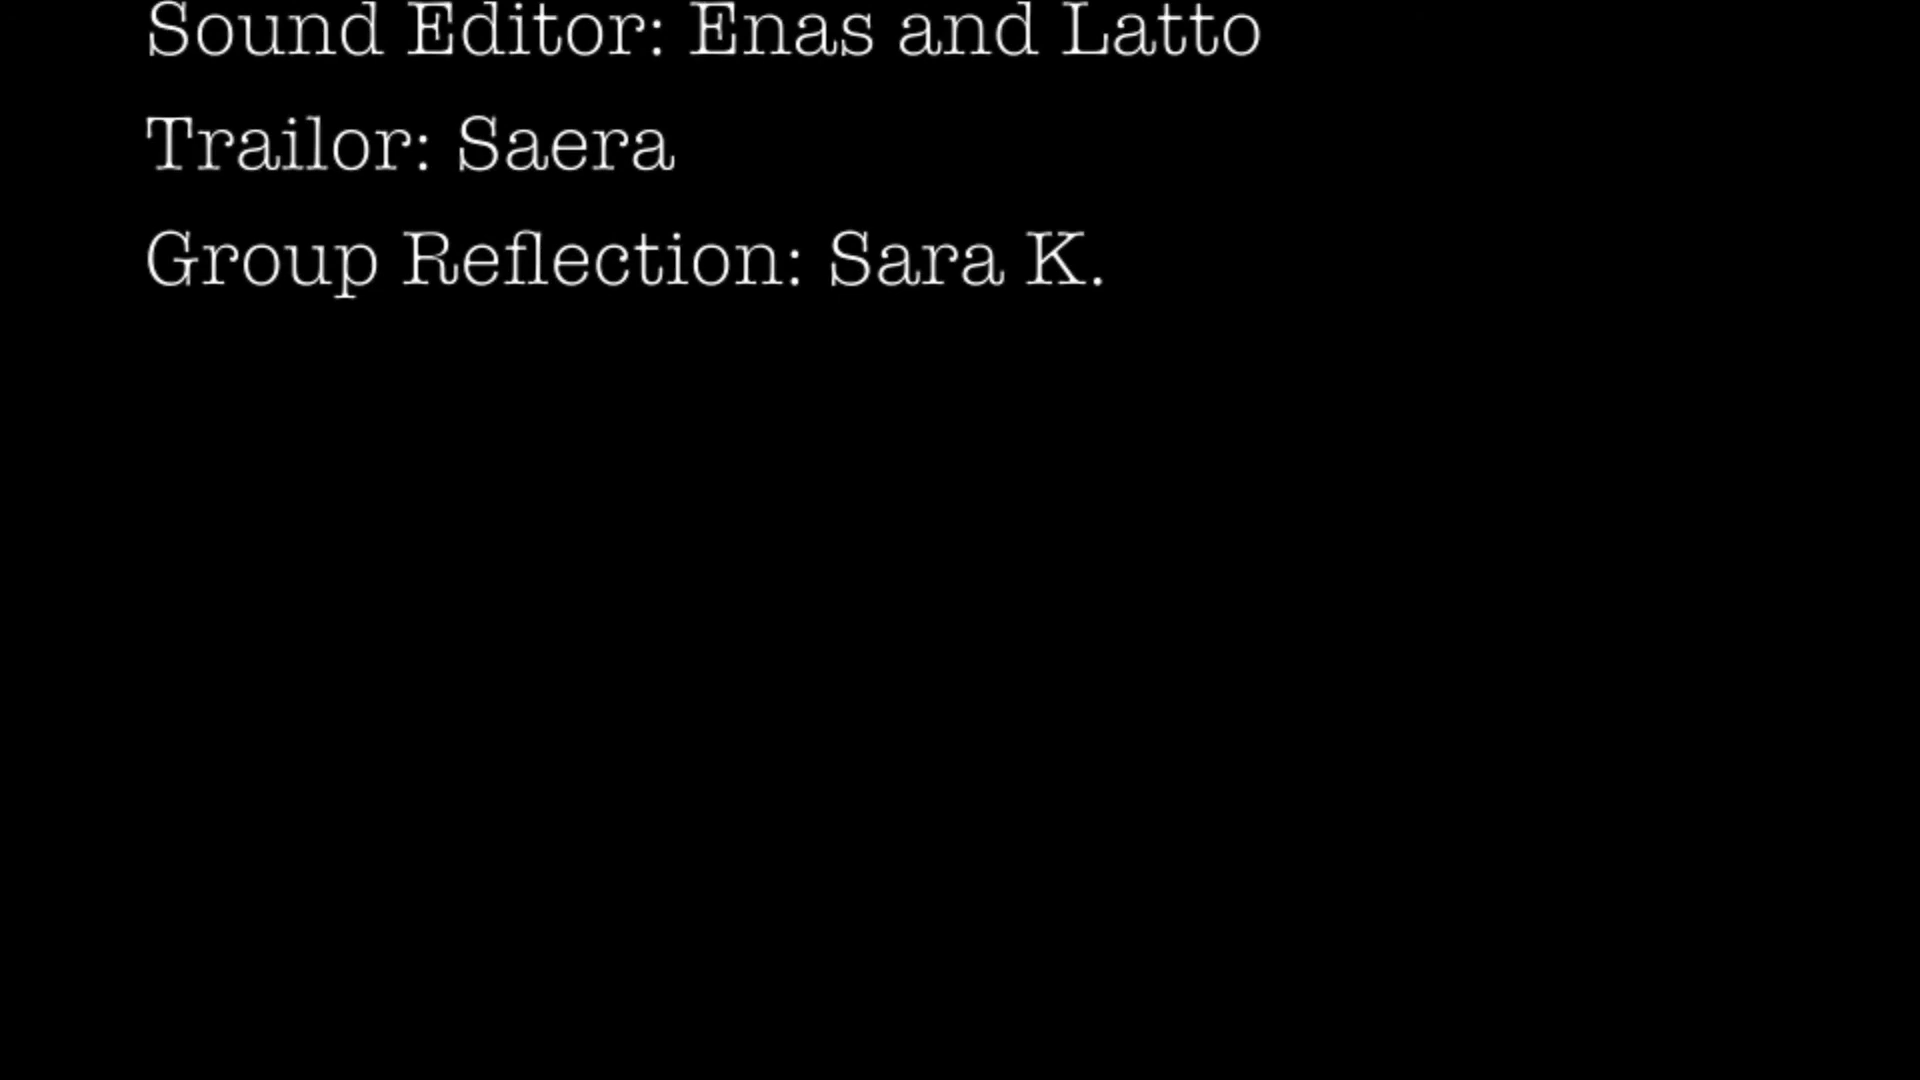 Sound Editor: Enas and Latto
Trailor: Saera
Group Reflection: Sara K.